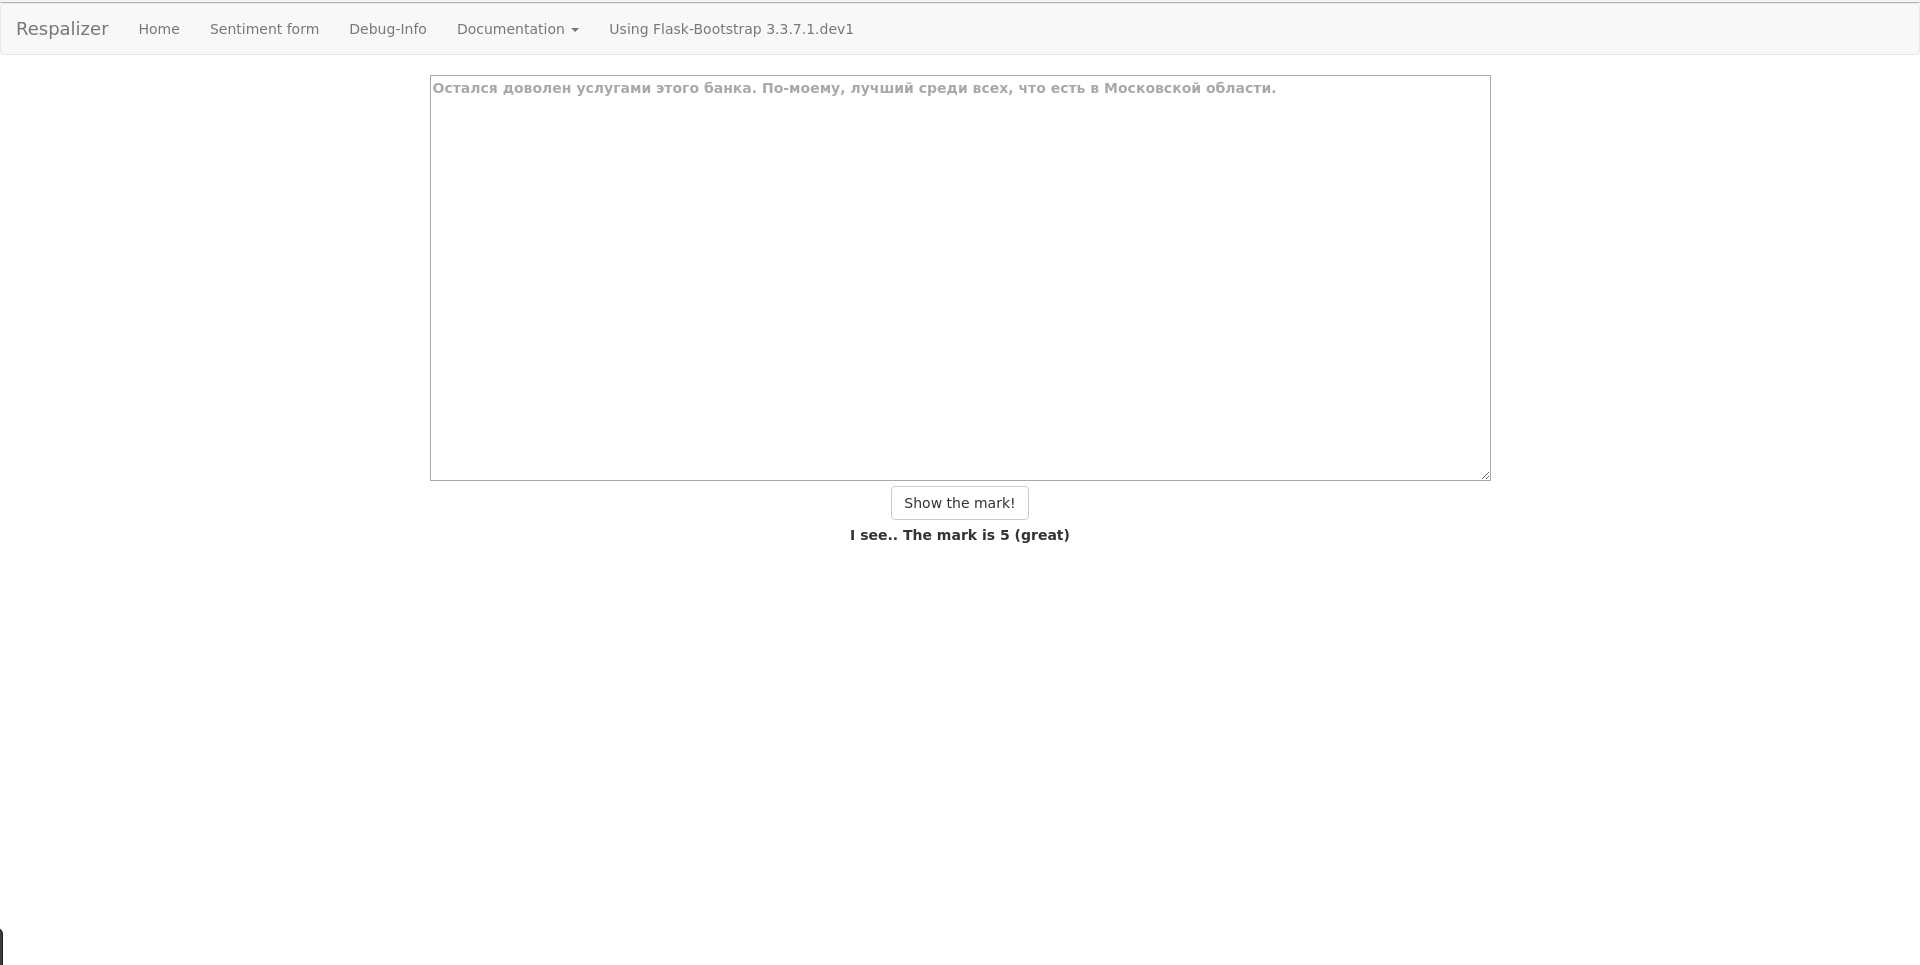 Respalizer Home Sentiment form Debug-Info Documentation Using Flask-Bootstrap 3.3.7.1.dev1
Остался доволен услугами этого банка. По-моему, лучший среди всех, что есть в Московской области.
Show the mark!
I see.. The mark is 5 (great)